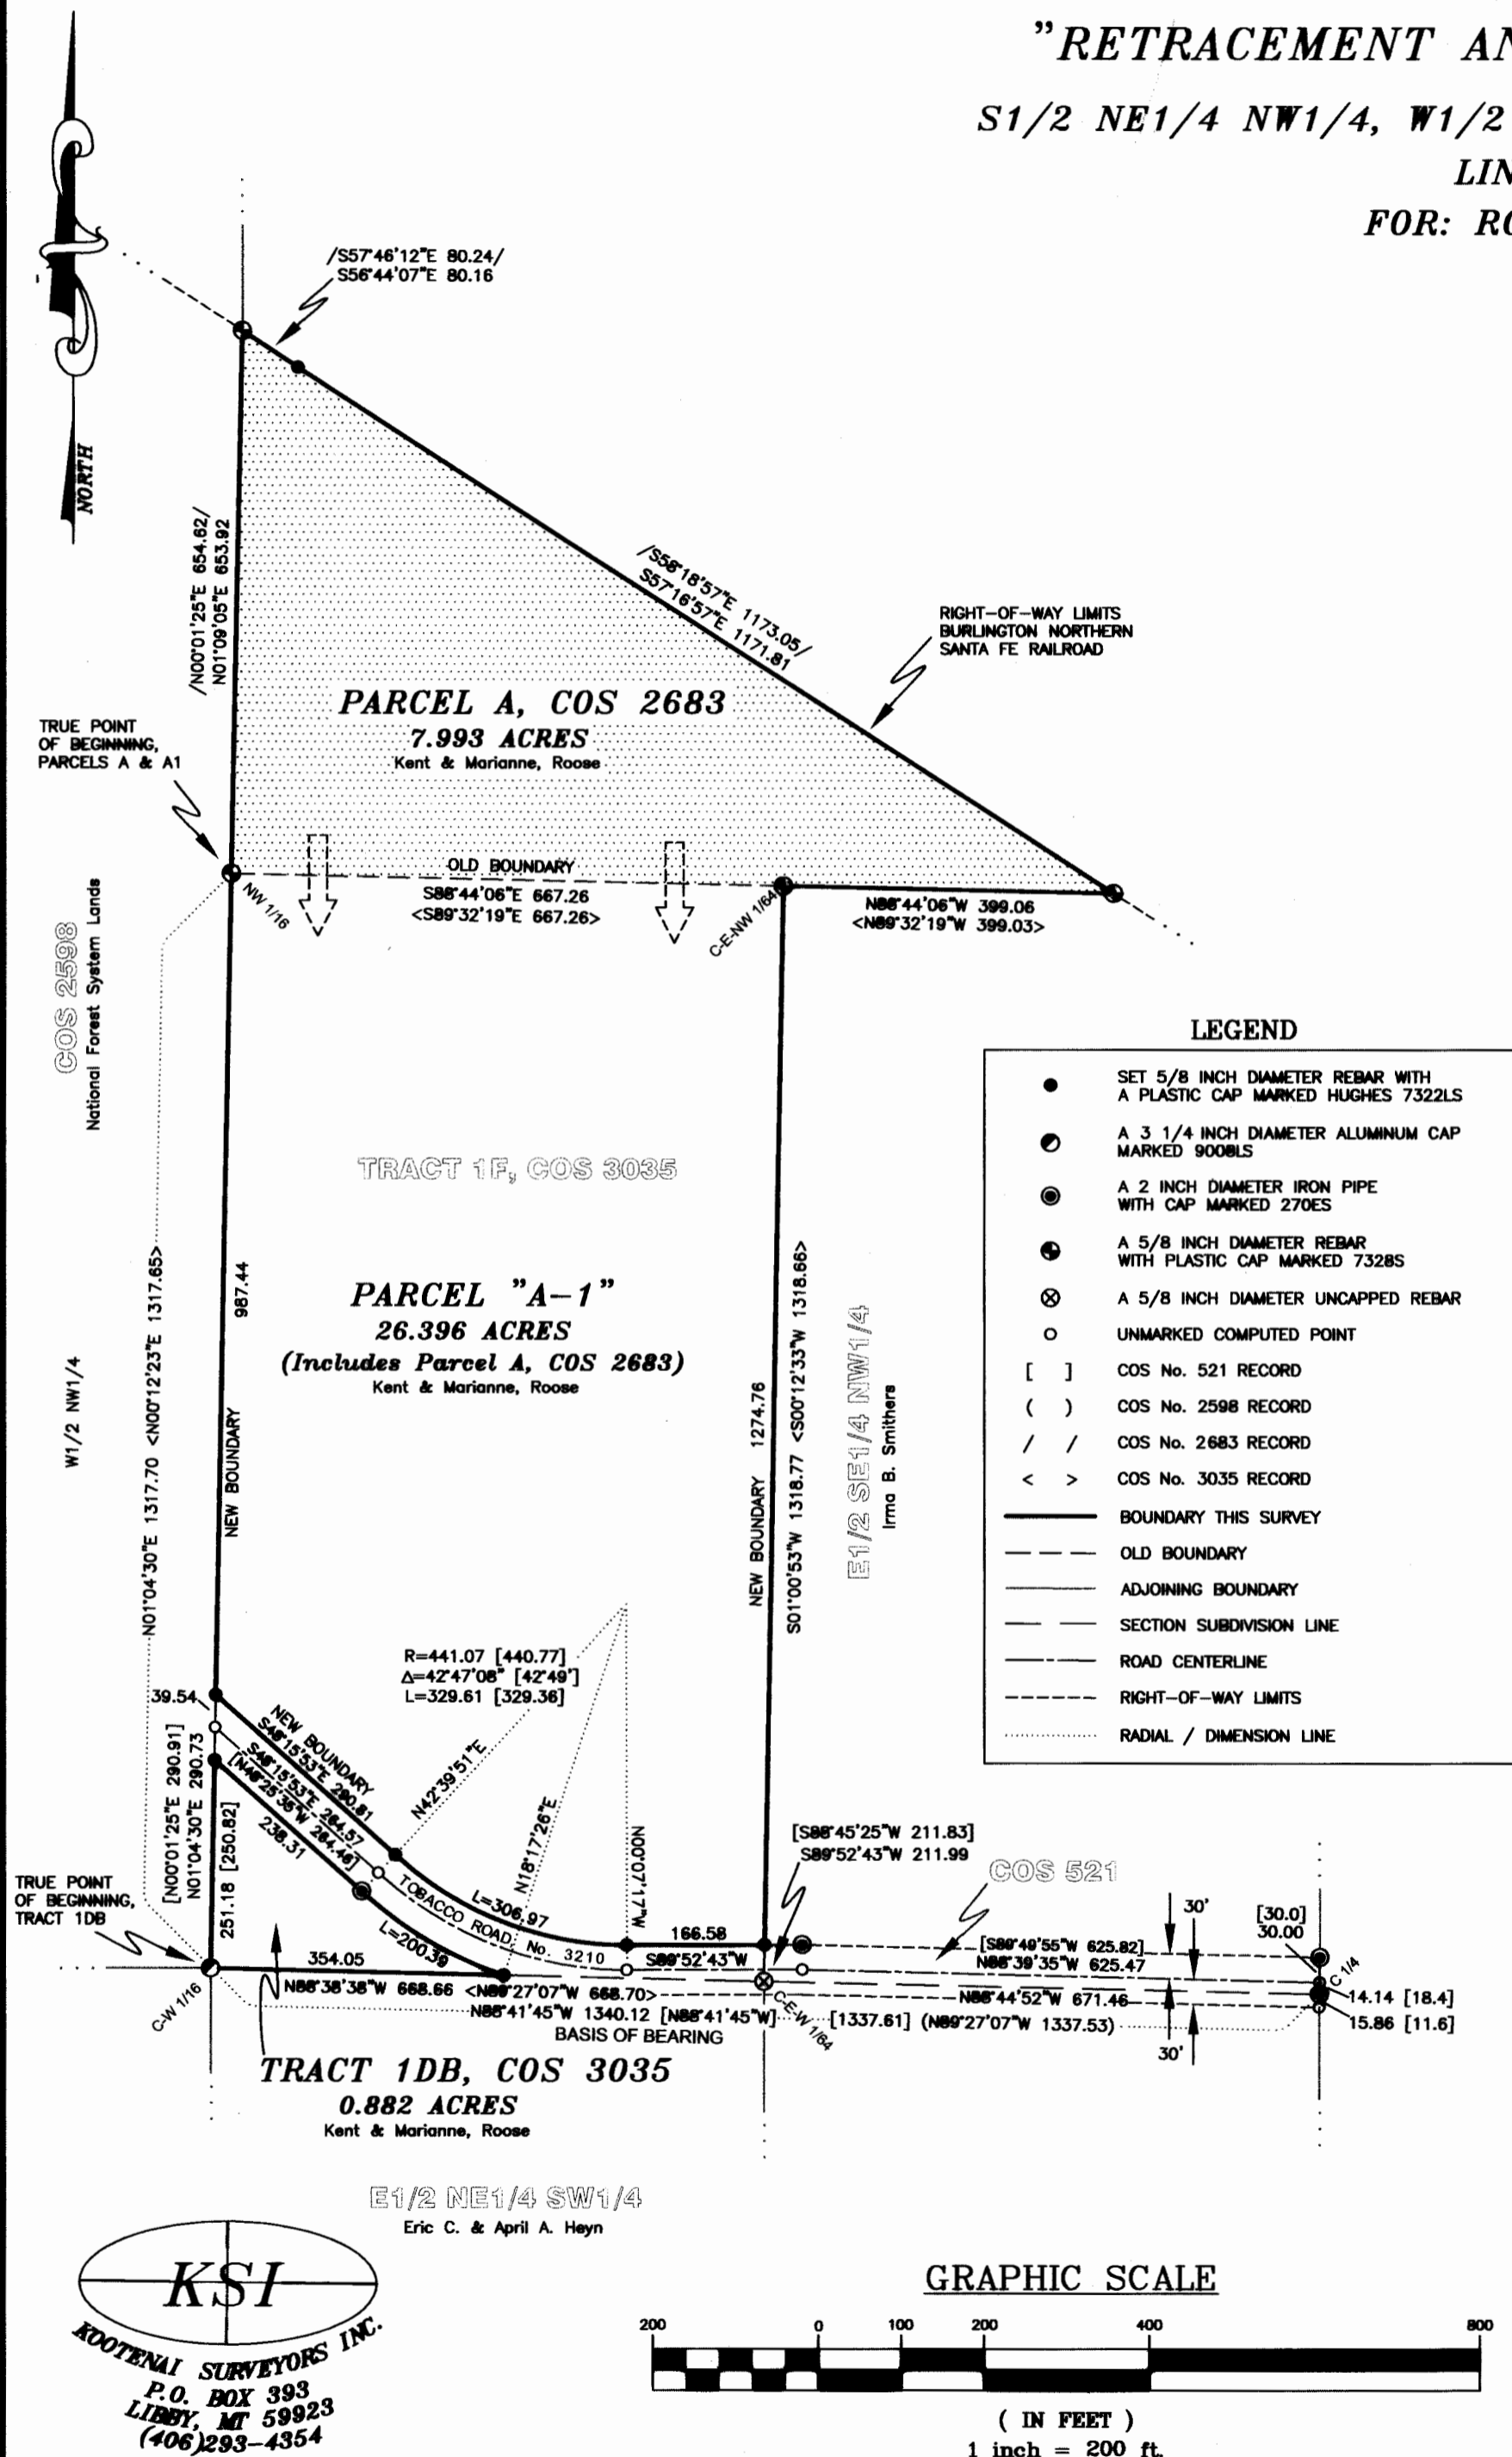 "RETRACEMENT AN
S1/2 NE1/4 NW1/4, W1/2
LIN
FOR: RO
NORTH
/S57°46'12"E 80.24/
S56°44'07"E 80.16
/N00°01'25"E 654.62/
N01°09'05"E 653.92
/S58°18'57"E 1173.05/
S57°16'57"E 1171.81
RIGHT-OF-WAY LIMITS
BURLINGTON NORTHERN
SANTA FE RAILROAD
PARCEL A, COS 2683
7.993 ACRES
Kent & Marianne, Roose
TRUE POINT
OF BEGINNING,
PARCELS A & A1
NW 1/16
OLD BOUNDARY
S88°44'06"E 667.26
<S89°32'19"E 667.26>
C-E-NW 1/64
N88°44'06"W 399.06
<N89°32'19"W 399.03>
COS 2598
National Forest System Lands
W1/2 NW1/4
TRACT 1F, COS 3035
PARCEL "A-1"
26.396 ACRES
(Includes Parcel A, COS 2683)
Kent & Marianne, Roose
N01°04'30"E 1317.70 <N00°12'23"E 1317.65>
NEW BOUNDARY 987.44
NEW BOUNDARY 1274.76
S01°00'53"W 1318.77 <S00°12'33"W 1318.66>
E1/2 SE1/4 NW1/4
Irma B. Smithers
LEGEND
SET 5/8 INCH DIAMETER REBAR WITH
A PLASTIC CAP MARKED HUGHES 7322LS
A 3 1/4 INCH DIAMETER ALUMINUM CAP
MARKED 9008LS
A 2 INCH DIAMETER IRON PIPE
WITH CAP MARKED 270ES
A 5/8 INCH DIAMETER REBAR
WITH PLASTIC CAP MARKED 7328S
A 5/8 INCH DIAMETER UNCAPPED REBAR
UNMARKED COMPUTED POINT
[ ] COS No. 521 RECORD
( ) COS No. 2598 RECORD
/ / COS No. 2683 RECORD
< > COS No. 3035 RECORD
BOUNDARY THIS SURVEY
OLD BOUNDARY
ADJOINING BOUNDARY
SECTION SUBDIVISION LINE
ROAD CENTERLINE
RIGHT-OF-WAY LIMITS
RADIAL / DIMENSION LINE
R=441.07 [440.77]
Δ=42°47'08" [42°49']
L=329.61 [329.36]
39.54
NEW BOUNDARY
S48°15'53"E 290.81
S48°15'53"E 264.57
[N48°25'35"W 264.46]
238.31
N42°39'51"E
N18°17'26"E
N00°07'17"W
[N00°01'25"E 290.91]
N01°04'30"E 290.73
251.18 [250.82]
TRUE POINT
OF BEGINNING,
TRACT 1DB
TOBACCO ROAD, No. 3210
L=306.97
L=200.39
166.58
S89°52'43"W
[S88°45'25"W 211.83]
S89°52'43"W 211.99
COS 521
[S89°49'55"W 625.82]
N88°39'35"W 625.47
30'
[30.0]
30.00
C 1/4
14.14 [18.4]
15.86 [11.6]
30'
354.05
N88°38'38"W 668.66 <N89°27'07"W 668.70>
N88°44'52"W 671.46
N88°41'45"W 1340.12 [N88°41'45"W] [1337.61] (N89°27'07"W 1337.53)
BASIS OF BEARING
C-W 1/16
C-E-W 1/64
TRACT 1DB, COS 3035
0.882 ACRES
Kent & Marianne, Roose
E1/2 NE1/4 SW1/4
Eric C. & April A. Heyn
KSI
KOOTENAI SURVEYORS INC.
P.O. BOX 393
LIBBY, MT 59923
(406)293-4354
GRAPHIC SCALE
200 0 100 200 400 800
( IN FEET )
1 inch = 200 ft.